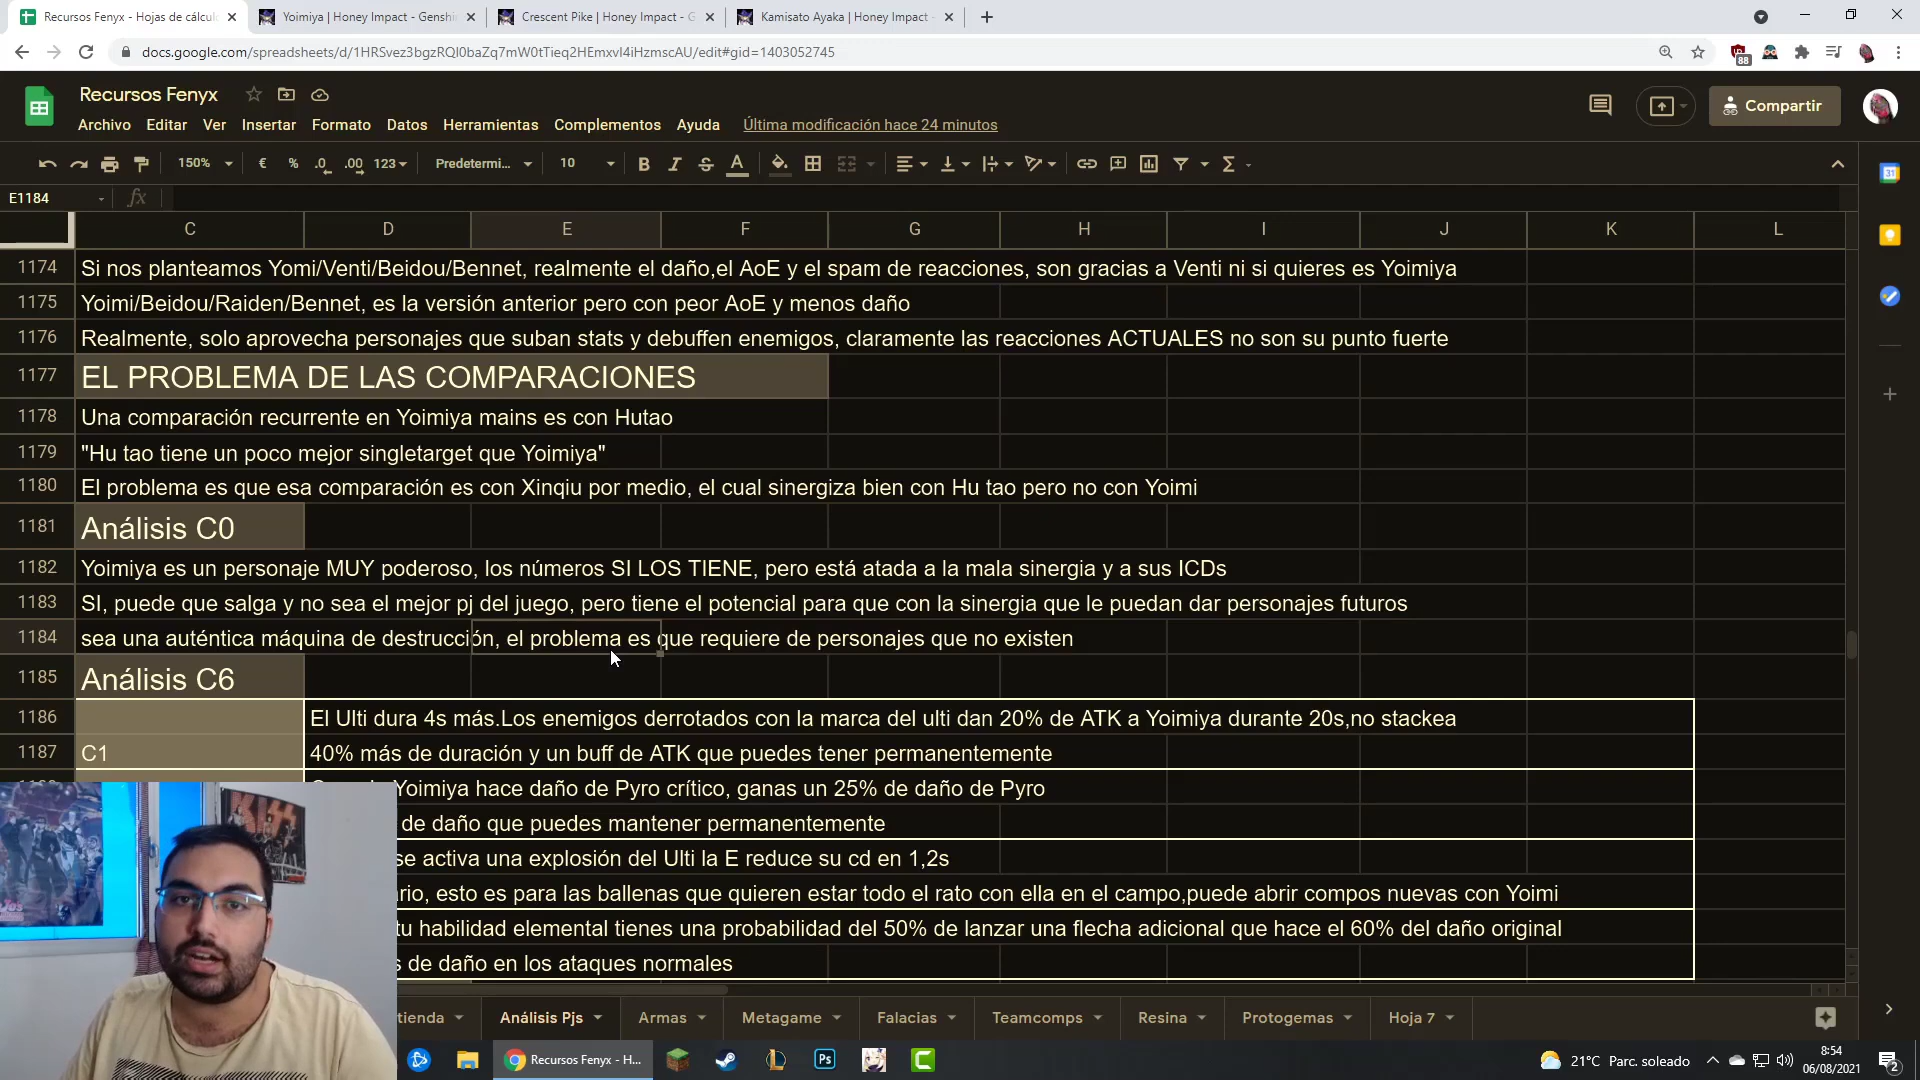 Recursos Fenyx - Hojas de cálcu
Yoimiya | Honey Impact - Genshi
Crescent Pike | Honey Impact - G
Kamisato Ayaka | Honey Impact -
docs.google.com/spreadsheets/d/1HRSvez3bgzRQI0baZq7mW0tTieq2HEmxvI4iHzmscAU/edit#gid=1403052745
88
Recursos Fenyx
Compartir
Archivo Editar Ver Insertar Formato Datos Herramientas Complementos Ayuda Última modificación hace 24 minutos
150% € % .0 .00 123 Predetermi... 10
E1184 fx
C D E F G H I J K L
1174 Si nos planteamos Yomi/Venti/Beidou/Bennet, realmente el daño,el AoE y el spam de reacciones, son gracias a Venti ni si quieres es Yoimiya
1175 Yoimi/Beidou/Raiden/Bennet, es la versión anterior pero con peor AoE y menos daño
1176 Realmente, solo aprovecha personajes que suban stats y debuffen enemigos, claramente las reacciones ACTUALES no son su punto fuerte
1177 EL PROBLEMA DE LAS COMPARACIONES
1178 Una comparación recurrente en Yoimiya mains es con Hutao
1179 "Hu tao tiene un poco mejor singletarget que Yoimiya"
1180 El problema es que esa comparación es con Xinqiu por medio, el cual sinergiza bien con Hu tao pero no con Yoimi
1181 Análisis C0
1182 Yoimiya es un personaje MUY poderoso, los números SI LOS TIENE, pero está atada a la mala sinergia y a sus ICDs
1183 SI, puede que salga y no sea el mejor pj del juego, pero tiene el potencial para que con la sinergia que le puedan dar personajes futuros
1184 sea una auténtica máquina de destrucción, el problema es que requiere de personajes que no existen
1185 Análisis C6
1186 El Ulti dura 4s más.Los enemigos derrotados con la marca del ulti dan 20% de ATK a Yoimiya durante 20s,no stackea
1187 C1 40% más de duración y un buff de ATK que puedes tener permanentemente
Yoimiya hace daño de Pyro crítico, ganas un 25% de daño de Pyro
de daño que puedes mantener permanentemente
se activa una explosión del Ulti la E reduce su cd en 1,2s
rio, esto es para las ballenas que quieren estar todo el rato con ella en el campo,puede abrir compos nuevas con Yoimi
tu habilidad elemental tienes una probabilidad del 50% de lanzar una flecha adicional que hace el 60% del daño original
s de daño en los ataques normales
tienda Análisis Pjs Armas Metagame Falacias Teamcomps Resina Protogemas Hoja 7
Recursos Fenyx - H...
Ps
21°C Parc. soleado
8:54
06/08/2021
2